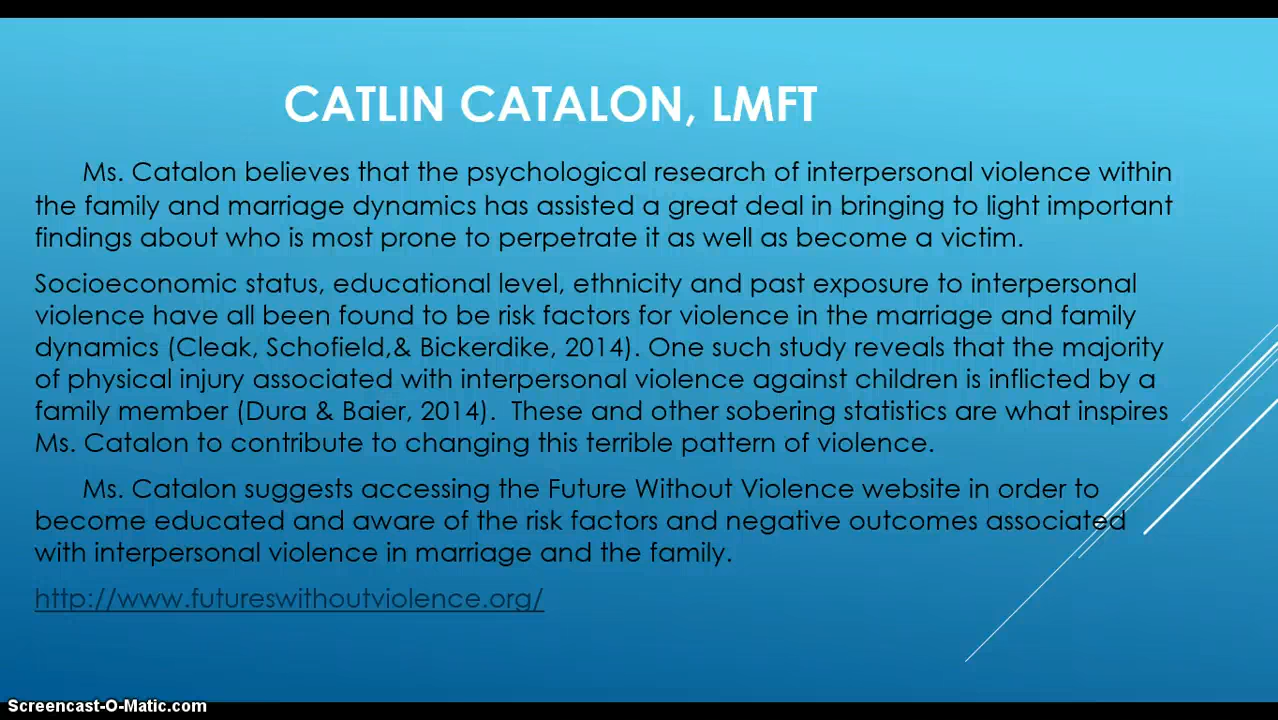 CATLIN CATALON, LMFT
Ms. Catalon believes that the psychological research of interpersonal violence within
the family and marriage dynamics has assisted a great deal in bringing to light important
findings about who is most prone to perpetrate it as well as become a victim.
Socioeconomic status, educational level, ethnicity and past exposure to interpersonal
violence have all been found to be risk factors for violence in the marriage and family
dynamics (Cleak, Schofield,& Bickerdike, 2014). One such study reveals that the majority
of physical injury associated with interpersonal violence against children is inflicted by a
family member (Dura & Baier, 2014).  These and other sobering statistics are what inspires
Ms. Catalon to contribute to changing this terrible pattern of violence.
Ms. Catalon suggests accessing the Future Without Violence website in order to
become educated and aware of the risk factors and negative outcomes associated
with interpersonal violence in marriage and the family.
http://www.futureswithoutviolence.org/
Screencast-O-Matic.com